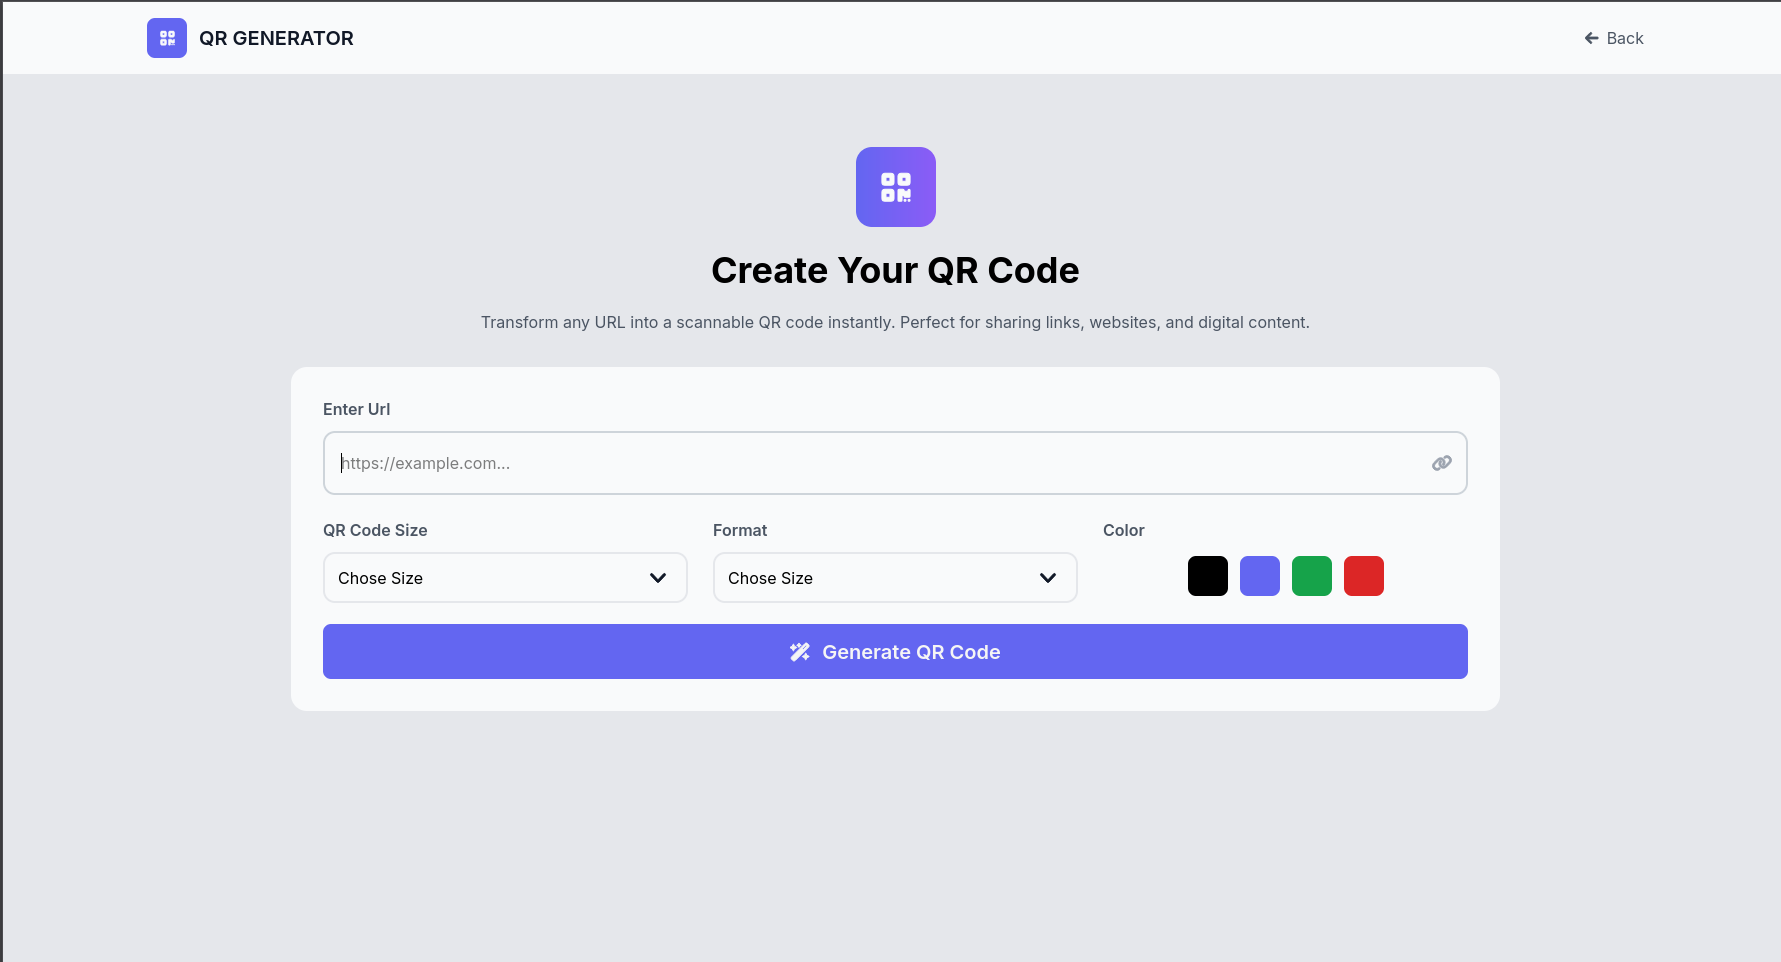 QR GENERATOR
Back
Create Your QR Code
Transform any URL into a scannable QR code instantly. Perfect for sharing links, websites, and digital content.
Enter Url
https://example.com...
QR Code Size
Format
Color
Chose Size
Chose Size
Generate QR Code